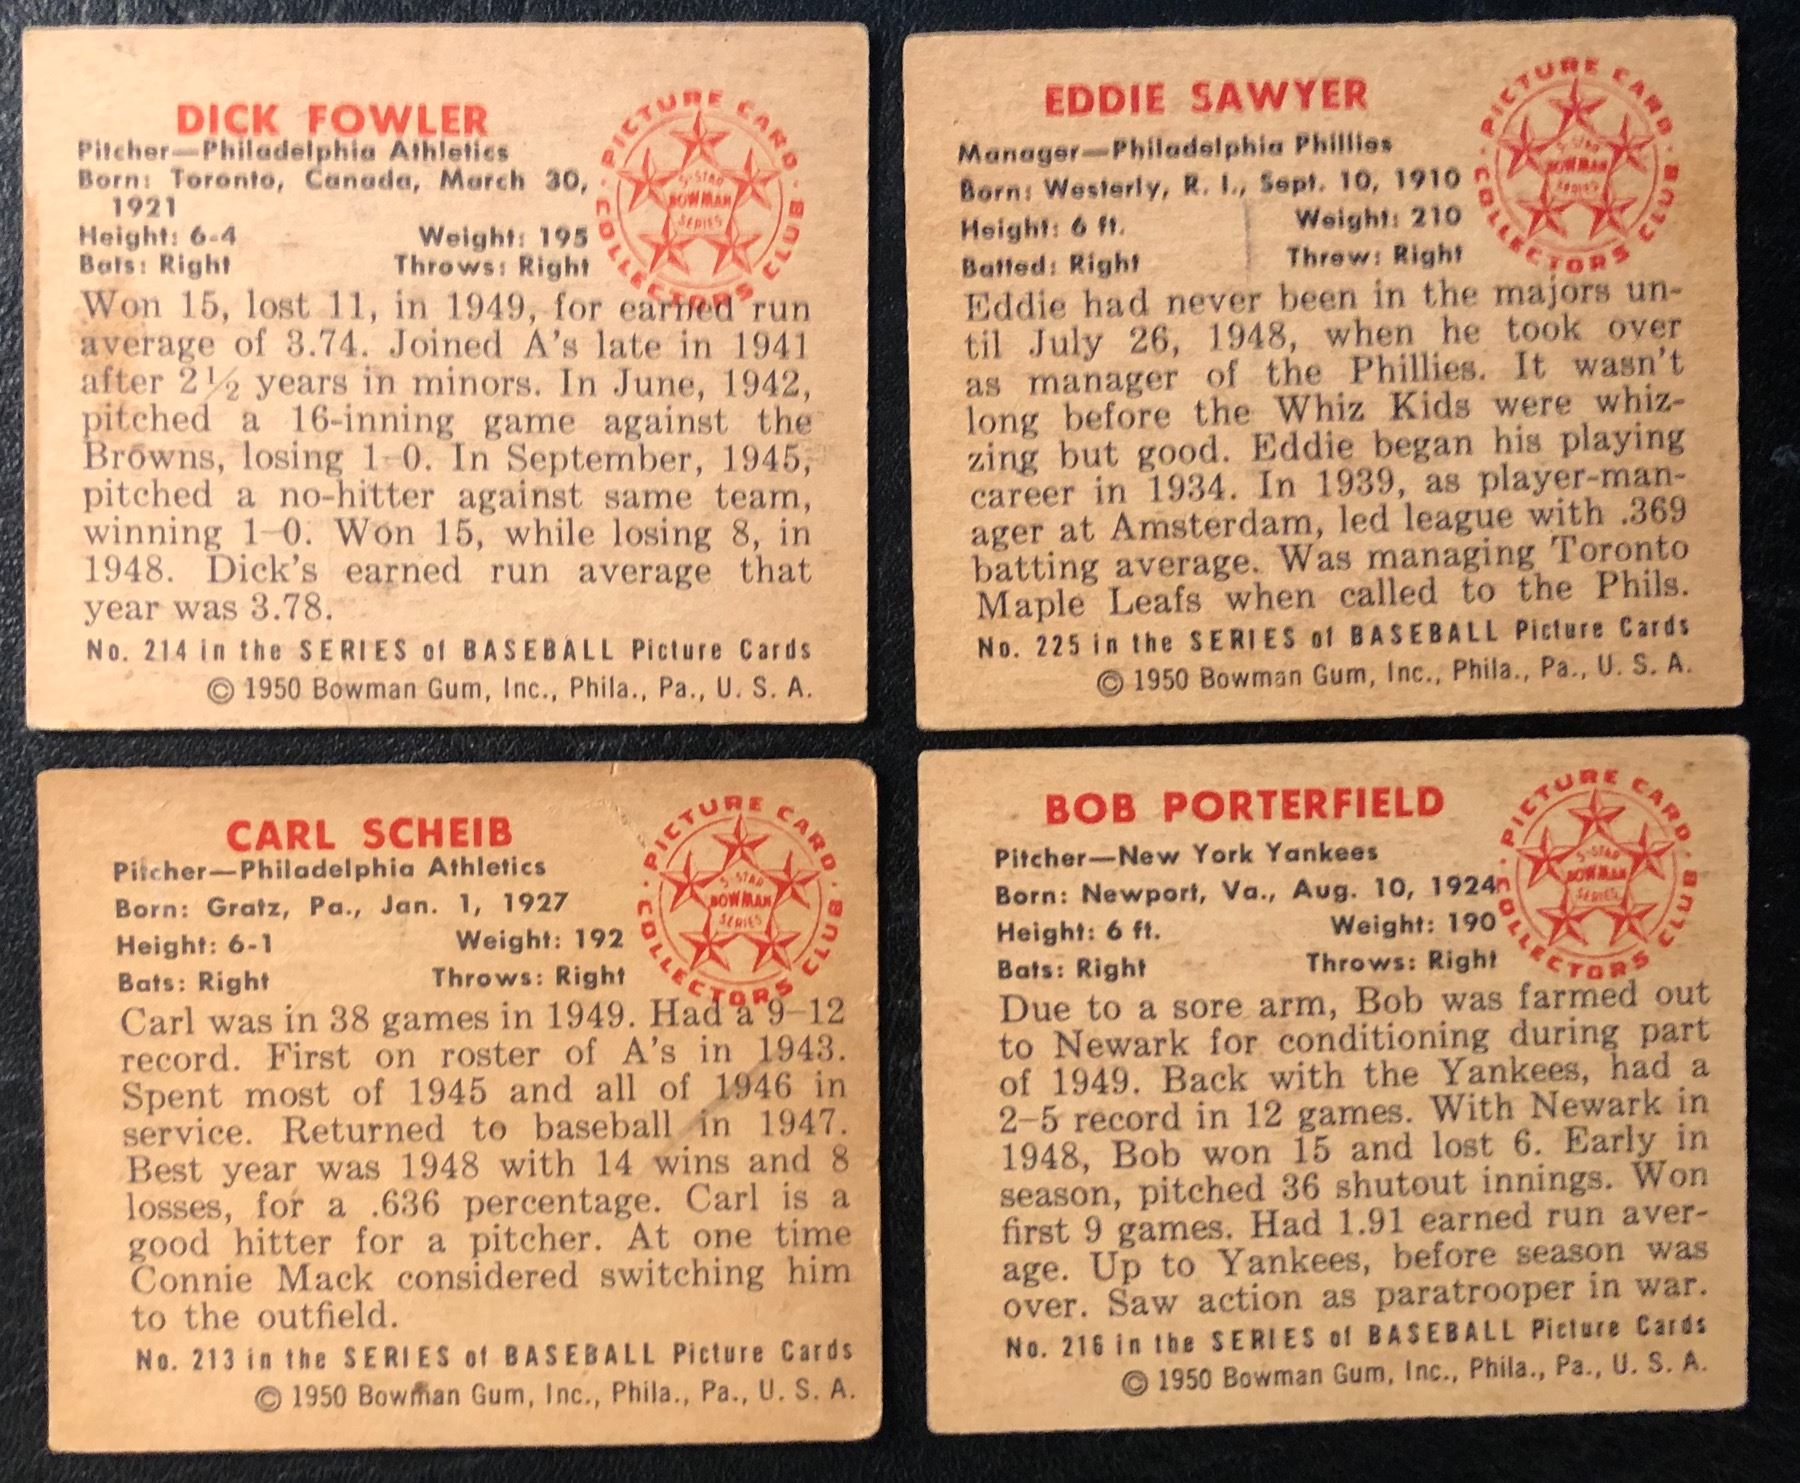 DICK FOWLER
Pitcher—Philadelphia Athletics
Born: Toronto, Canada, March 30,
1921
Height: 6-4 Weight: 195
Bats: Right Throws: Right
PICTURE CARD COLLECTORS CLUB
5-STAR
BOWMAN
SERIES
Won 15, lost 11, in 1949, for earned run
average of 3.74. Joined A's late in 1941
after 2½ years in minors. In June, 1942,
pitched a 16-inning game against the
Browns, losing 1-0. In September, 1945,
pitched a no-hitter against same team,
winning 1-0. Won 15, while losing 8, in
1948. Dick's earned run average that
year was 3.78.
No. 214 in the SERIES of BASEBALL Picture Cards
© 1950 Bowman Gum, Inc., Phila., Pa., U. S. A.
EDDIE SAWYER
Manager—Philadelphia Phillies
Born: Westerly, R. I., Sept. 10, 1910
Height: 6 ft. Weight: 210
Batted: Right Threw: Right
PICTURE CARD COLLECTORS CLUB
5-STAR
BOWMAN
SERIES
Eddie had never been in the majors un-
til July 26, 1948, when he took over
as manager of the Phillies. It wasn't
long before the Whiz Kids were whiz-
zing but good. Eddie began his playing
career in 1934. In 1939, as player-man-
ager at Amsterdam, led league with .369
batting average. Was managing Toronto
Maple Leafs when called to the Phils.
No. 225 in the SERIES of BASEBALL Picture Cards
© 1950 Bowman Gum, Inc., Phila., Pa., U. S. A.
CARL SCHEIB
Pitcher—Philadelphia Athletics
Born: Gratz, Pa., Jan. 1, 1927
Height: 6-1 Weight: 192
Bats: Right Throws: Right
PICTURE CARD COLLECTORS CLUB
5-STAR
BOWMAN
SERIES
Carl was in 38 games in 1949. Had a 9-12
record. First on roster of A's in 1943.
Spent most of 1945 and all of 1946 in
service. Returned to baseball in 1947.
Best year was 1948 with 14 wins and 8
losses, for a .636 percentage. Carl is a
good hitter for a pitcher. At one time
Connie Mack considered switching him
to the outfield.
No. 213 in the SERIES of BASEBALL Picture Cards
© 1950 Bowman Gum, Inc., Phila., Pa., U. S. A.
BOB PORTERFIELD
Pitcher—New York Yankees
Born: Newport, Va., Aug. 10, 1924
Height: 6 ft. Weight: 190
Bats: Right Throws: Right
PICTURE CARD COLLECTORS CLUB
5-STAR
BOWMAN
SERIES
Due to a sore arm, Bob was farmed out
to Newark for conditioning during part
of 1949. Back with the Yankees, had a
2-5 record in 12 games. With Newark in
1948, Bob won 15 and lost 6. Early in
season, pitched 36 shutout innings. Won
first 9 games. Had 1.91 earned run aver-
age. Up to Yankees, before season was
over. Saw action as paratrooper in war.
No. 216 in the SERIES of BASEBALL Picture Cards
© 1950 Bowman Gum, Inc., Phila., Pa., U. S. A.